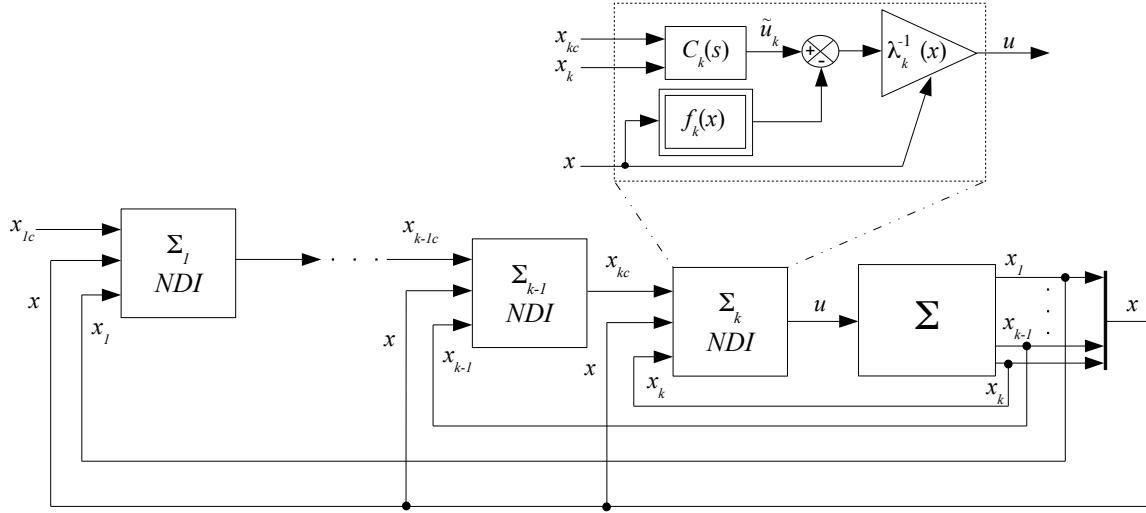 x_kc
x_k
C_k(s)
ũ_k
+
-
λ_k^-1 (x)
u
f_k(x)
x
x_1c
Σ_1
NDI
x
x_1
· · ·
x_k-1c
Σ_k-1
NDI
x
x_k-1
x_kc
Σ_k
NDI
x
x_k
u
Σ
x_1
x_k-1
x_k
x